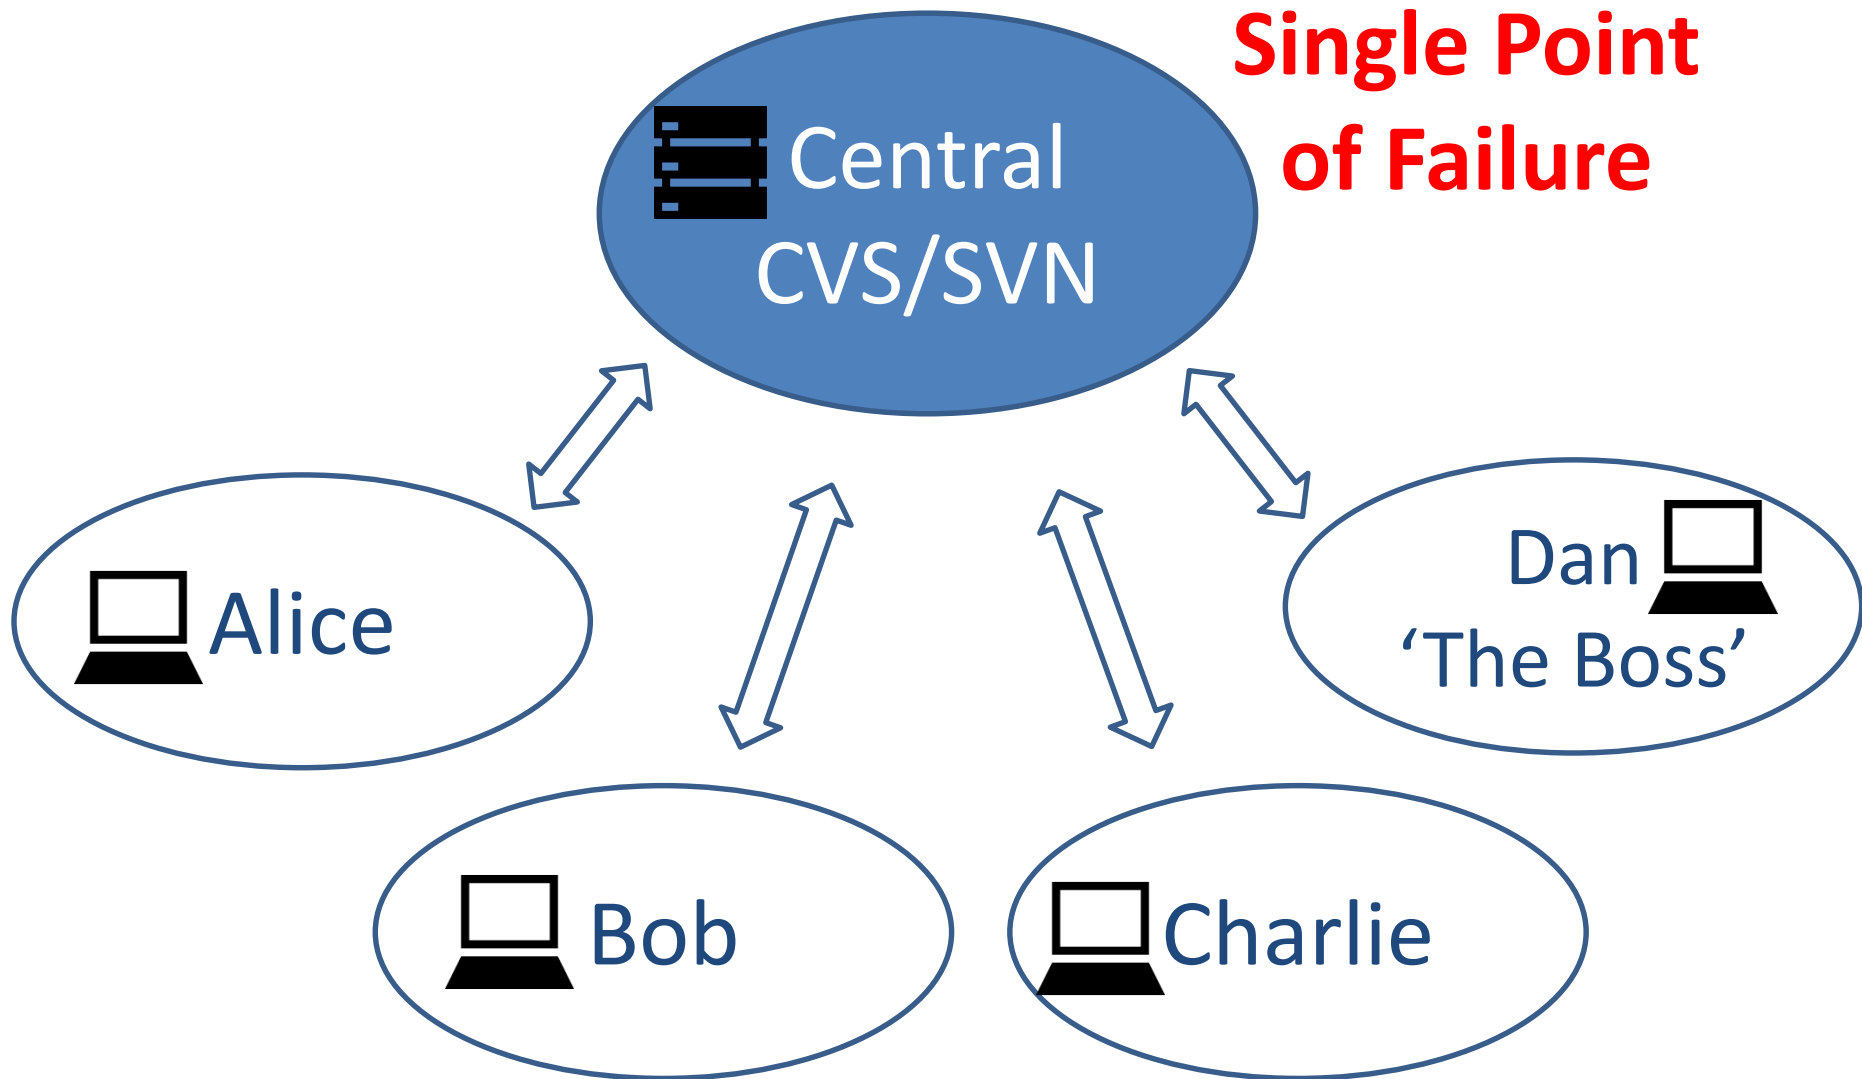 Single Point
of Failure
Central
CVS/SVN
Alice
Dan
‘The Boss’
Bob
Charlie